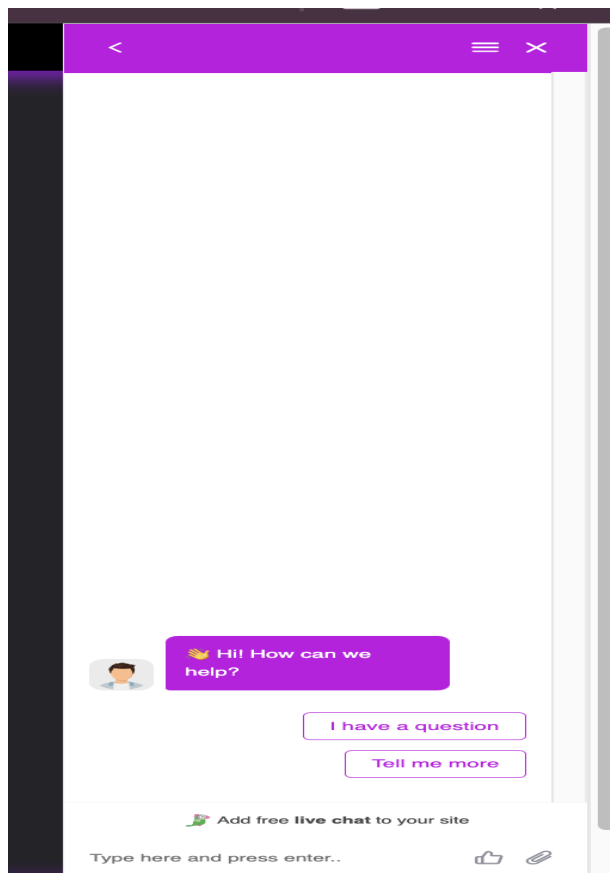 👋 Hi! How can we
help?
I have a question
Tell me more
Add free live chat to your site
Type here and press enter..